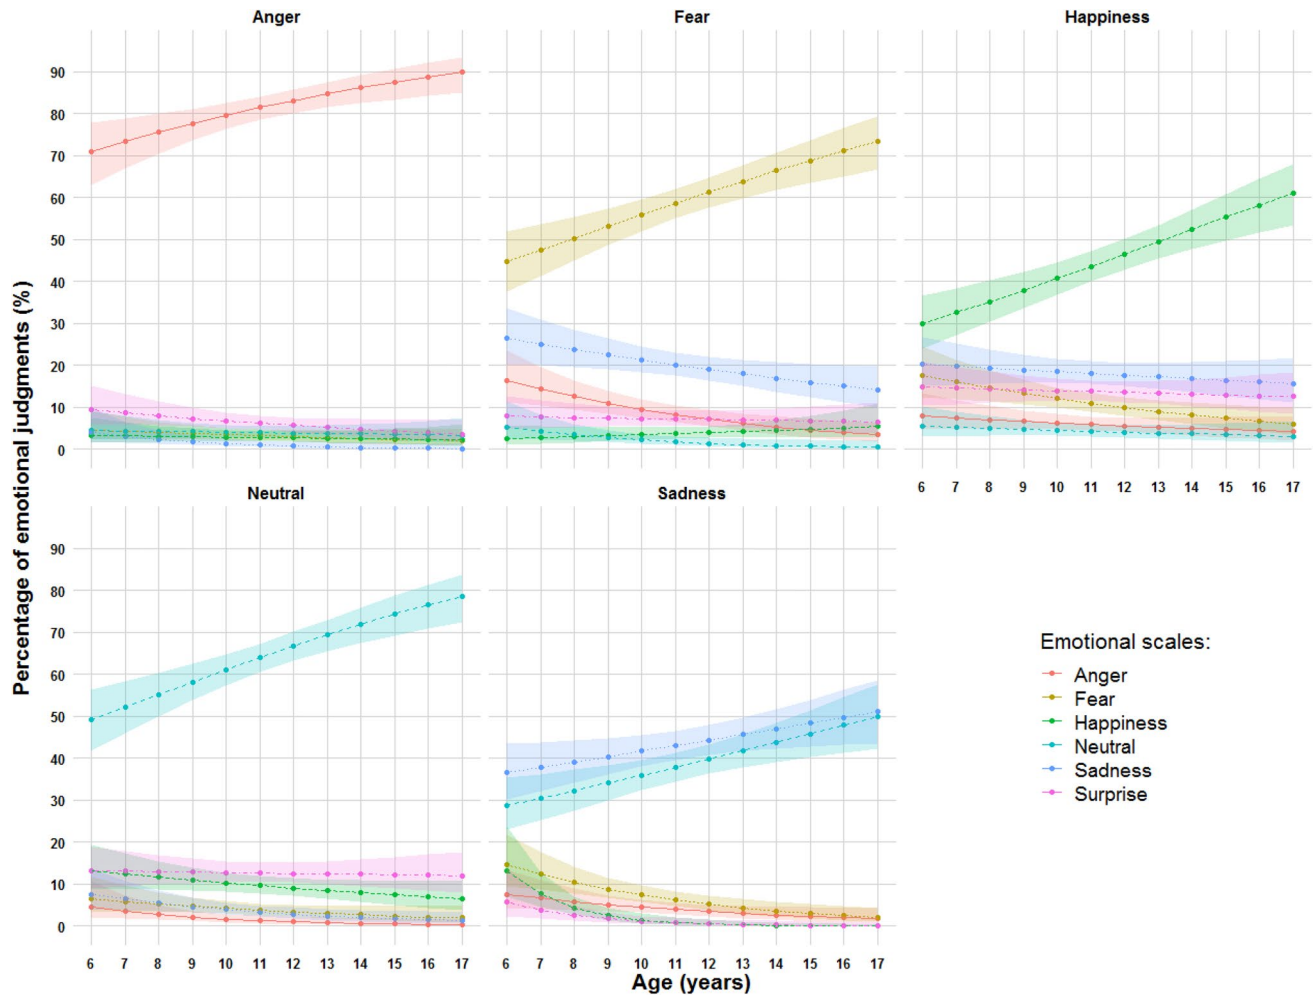 Anger Fear Happiness
90
80
70
60
50
40
30
20
10
0
6 7 8 9 10 11 12 13 14 15 16 17
Neutral Sadness
90
80
70
60
50
40
30
20
10
0
6 7 8 9 10 11 12 13 14 15 16 17 6 7 8 9 10 11 12 13 14 15 16 17
Percentage of emotional judgments (%)
Age (years)
Emotional scales:
Anger
Fear
Happiness
Neutral
Sadness
Surprise